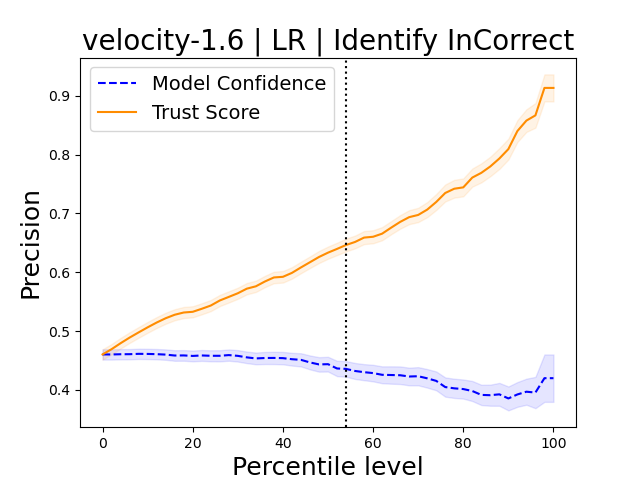 velocity-1.6 | LR | Identify InCorrect
Model Confidence
Trust Score
Precision
0.9
0.8
0.7
0.6
0.5
0.4
0
20
40
60
80
100
Percentile level